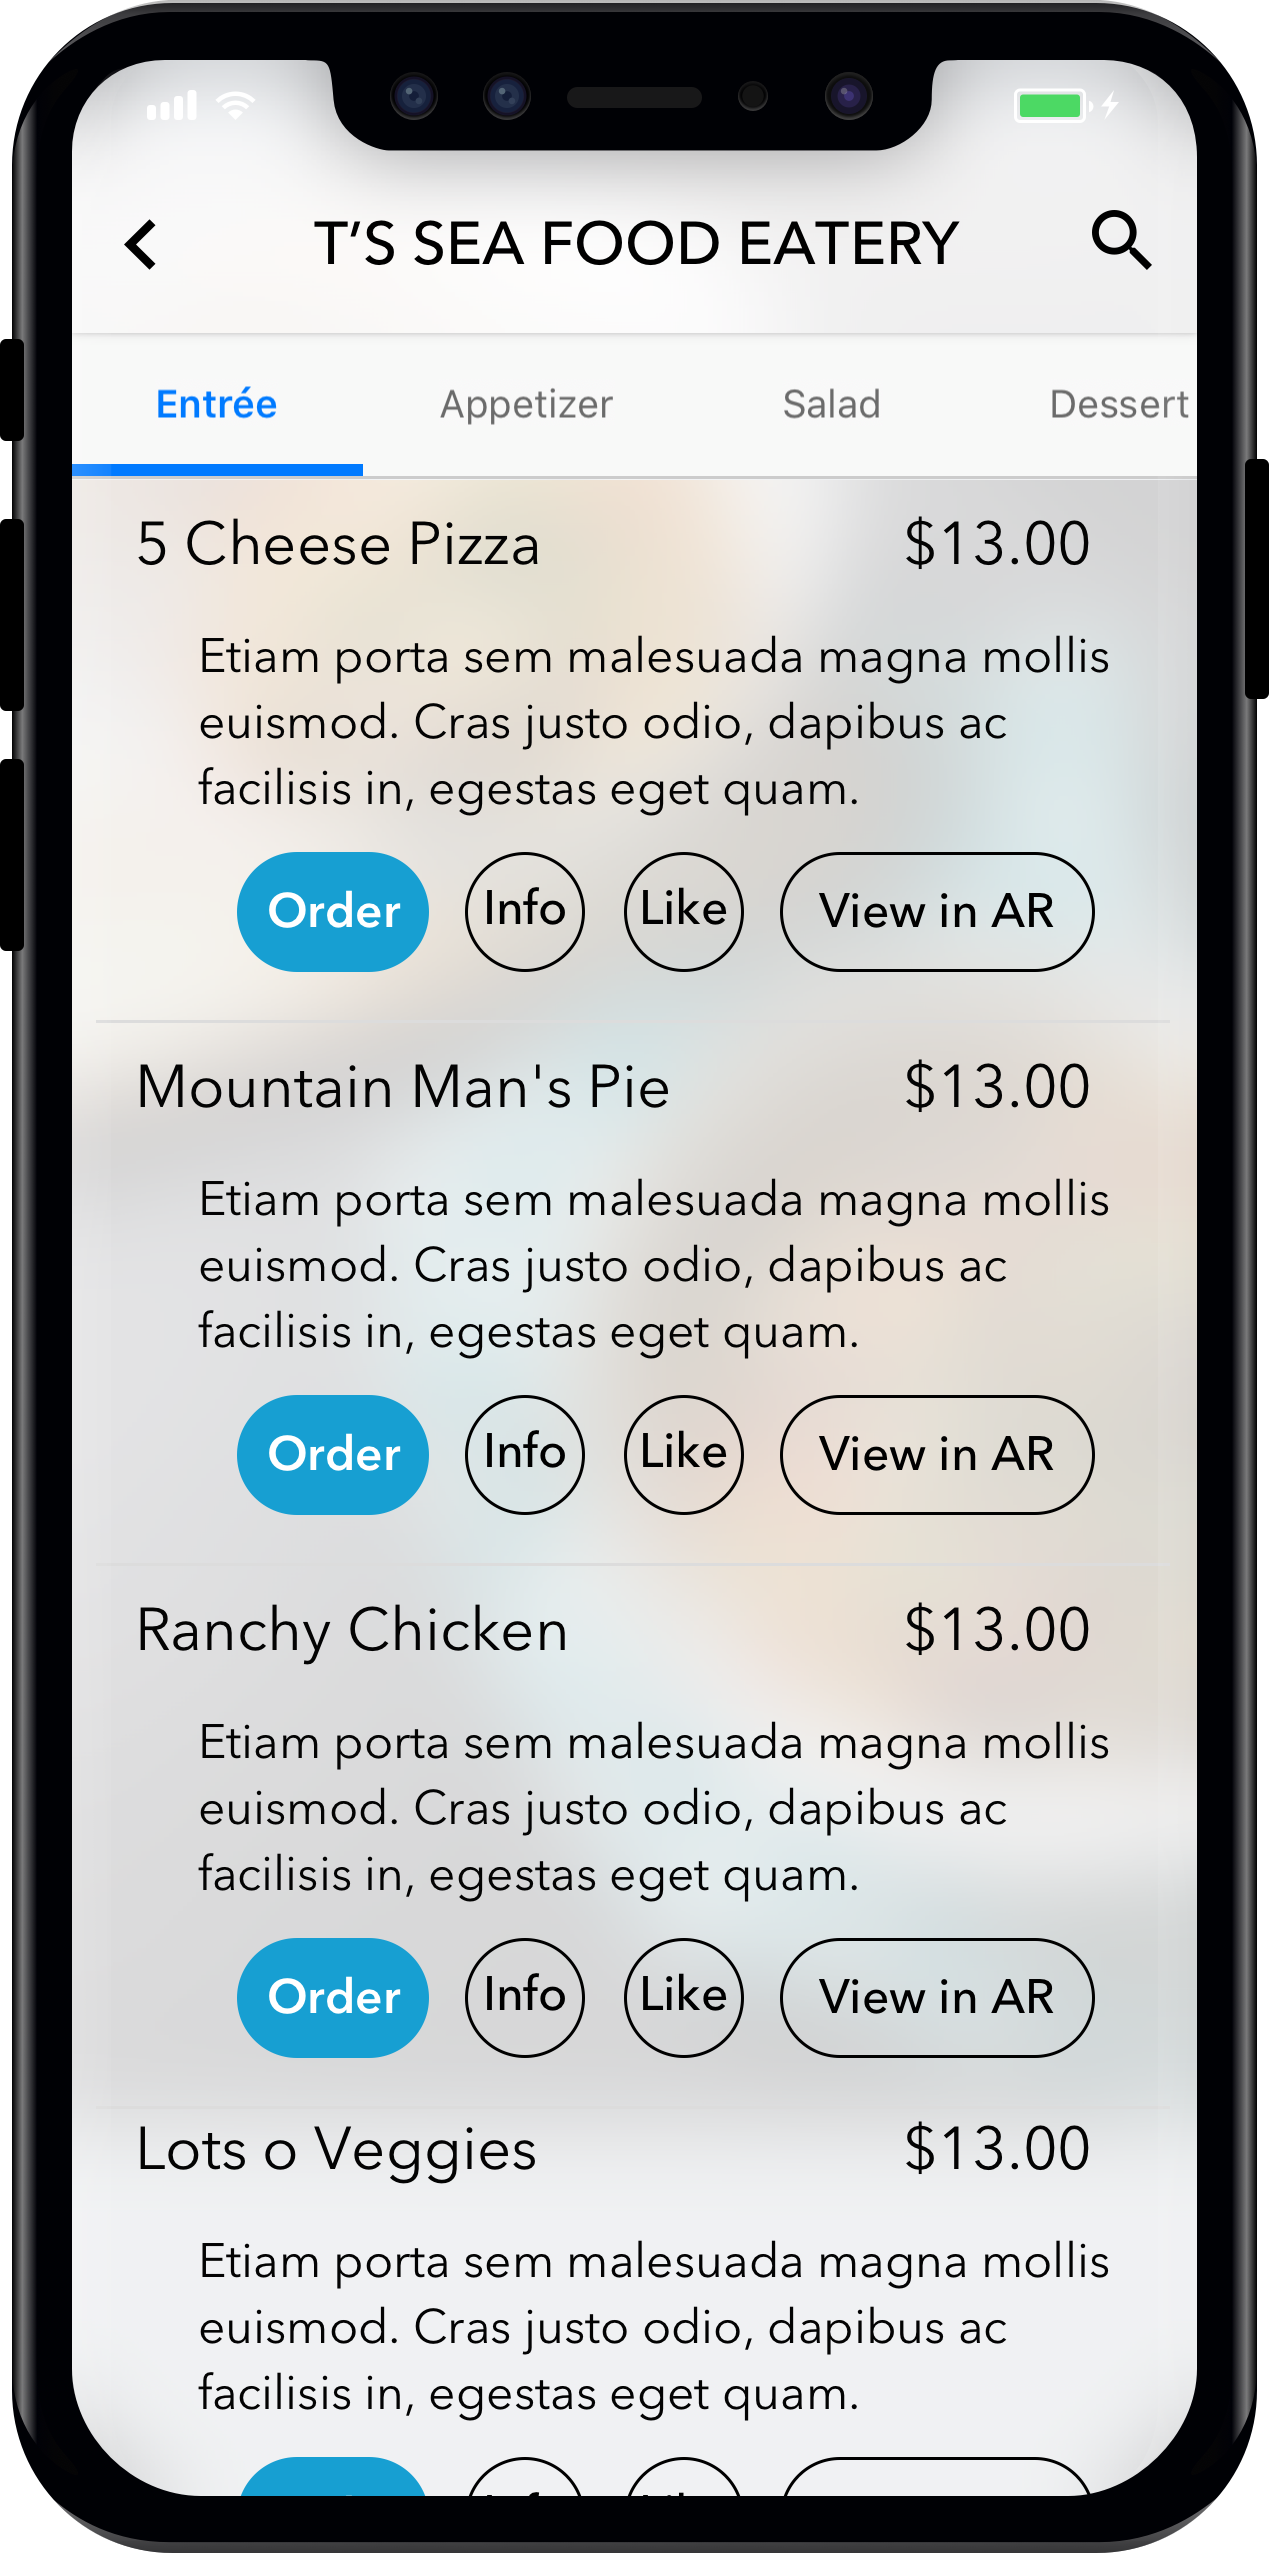 T’S SEA FOOD EATERY
Entrée Appetizer Salad Dessert
5 Cheese Pizza $13.00
Etiam porta sem malesuada magna mollis
euismod. Cras justo odio, dapibus ac
facilisis in, egestas eget quam.
Order Info Like View in AR
Mountain Man's Pie $13.00
Etiam porta sem malesuada magna mollis
euismod. Cras justo odio, dapibus ac
facilisis in, egestas eget quam.
Order Info Like View in AR
Ranchy Chicken $13.00
Etiam porta sem malesuada magna mollis
euismod. Cras justo odio, dapibus ac
facilisis in, egestas eget quam.
Order Info Like View in AR
Lots o Veggies $13.00
Etiam porta sem malesuada magna mollis
euismod. Cras justo odio, dapibus ac
facilisis in, egestas eget quam.